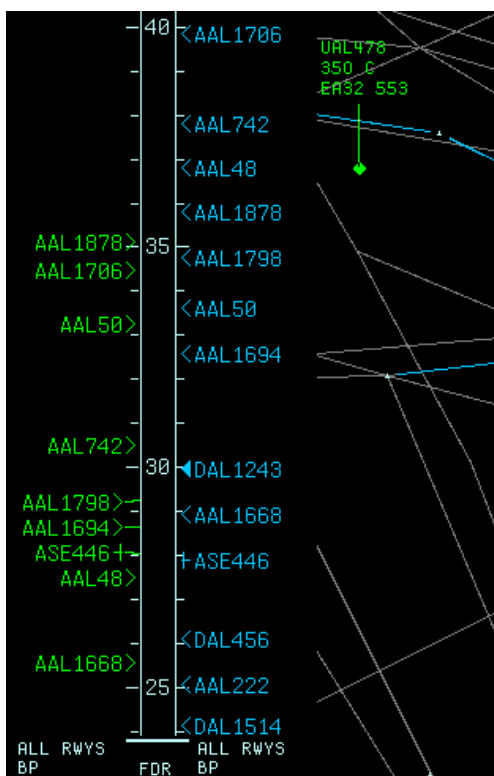 40
<AAL1706
UAL478
350 C
EA32 553
<AAL742
<AAL48
<AAL1878
AAL1878>
35
<AAL1798
AAL1706>
<AAL50
AAL50>
<AAL1694
AAL742>
30
DAL1243
AAL1798>
<AAL1668
AAL1694>
ASE446
ASE446
AAL48>
<DAL456
AAL1668>
25
<AAL222
<DAL1514
ALL RWYS
BP
FDR
ALL RWYS
BP